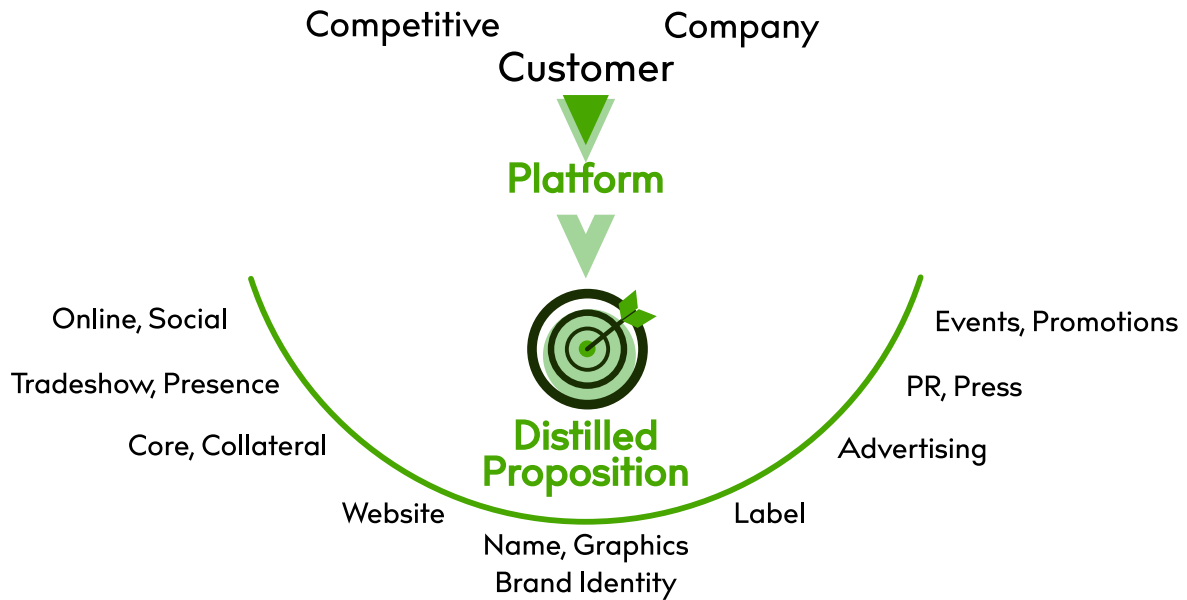 Competitive
Company
Customer
Platform
Distilled
Proposition
Online, Social
Tradeshow, Presence
Core, Collateral
Website
Name, Graphics
Brand Identity
Label
Advertising
PR, Press
Events, Promotions